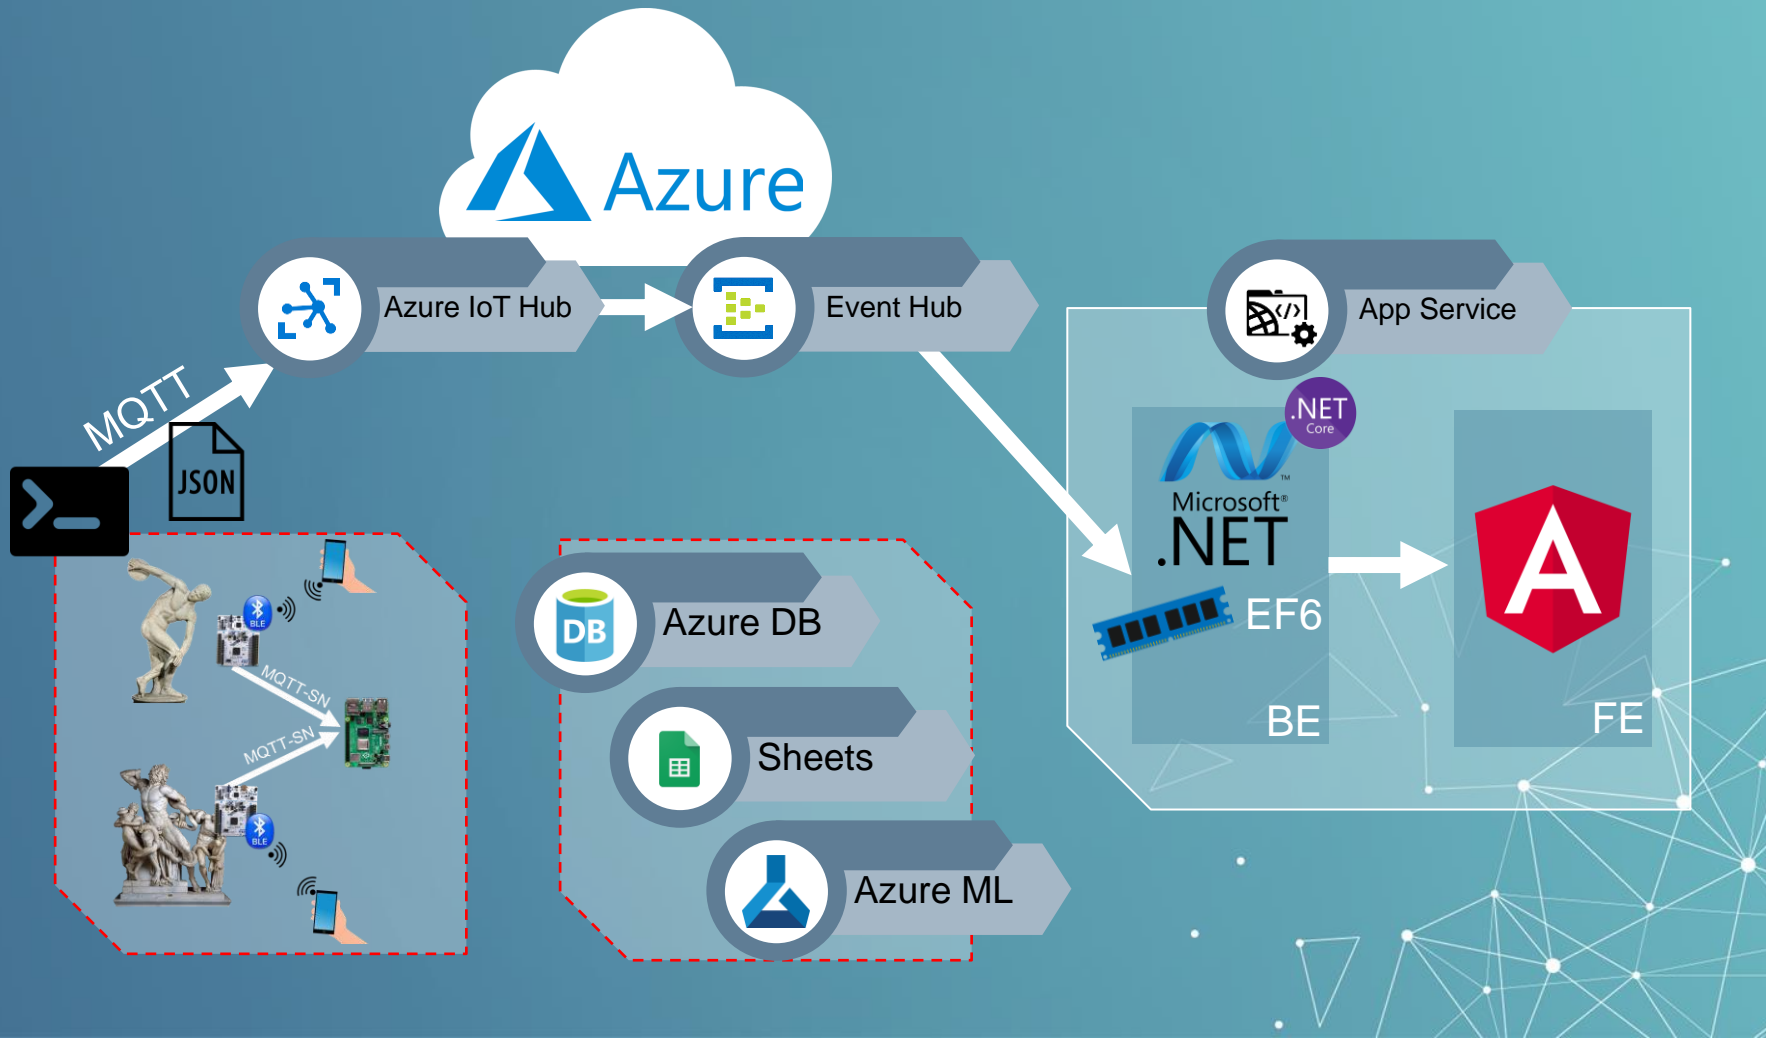 Azure
Azure IoT Hub
Event Hub
App Service
MQTT
JSON
.NET
Core
Microsoft®
.NET
TM
EF6
BE
FE
BLE
MQTT-SN
MQTT-SN
BLE
DB
Azure DB
Sheets
Azure ML